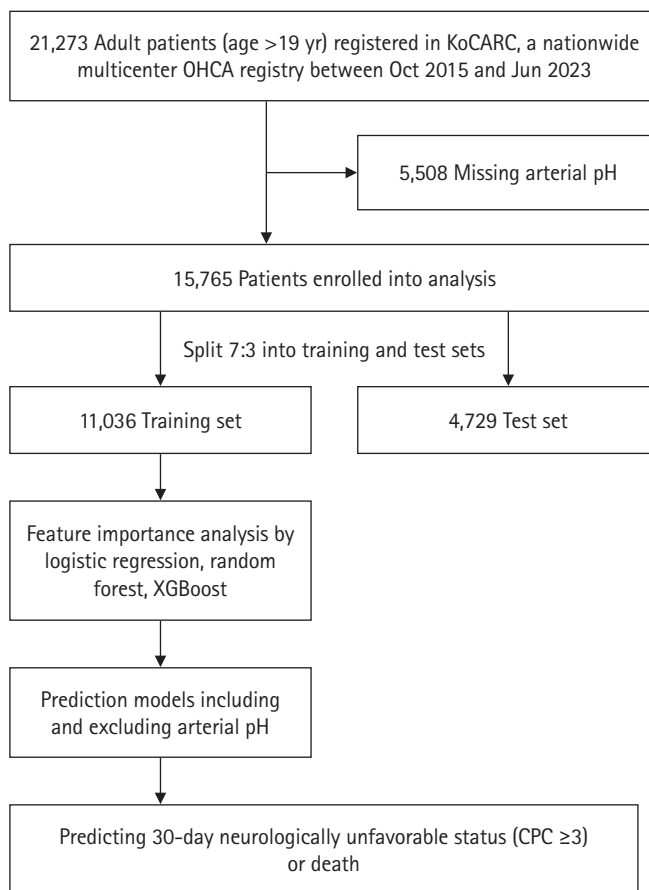 21,273 Adult patients (age >19 yr) registered in KoCARC, a nationwide
multicenter OHCA registry between Oct 2015 and Jun 2023
5,508 Missing arterial pH
15,765 Patients enrolled into analysis
Split 7:3 into training and test sets
11,036 Training set
4,729 Test set
Feature importance analysis by
logistic regression, random
forest, XGBoost
Prediction models including
and excluding arterial pH
Predicting 30-day neurologically unfavorable status (CPC ≥3)
or death